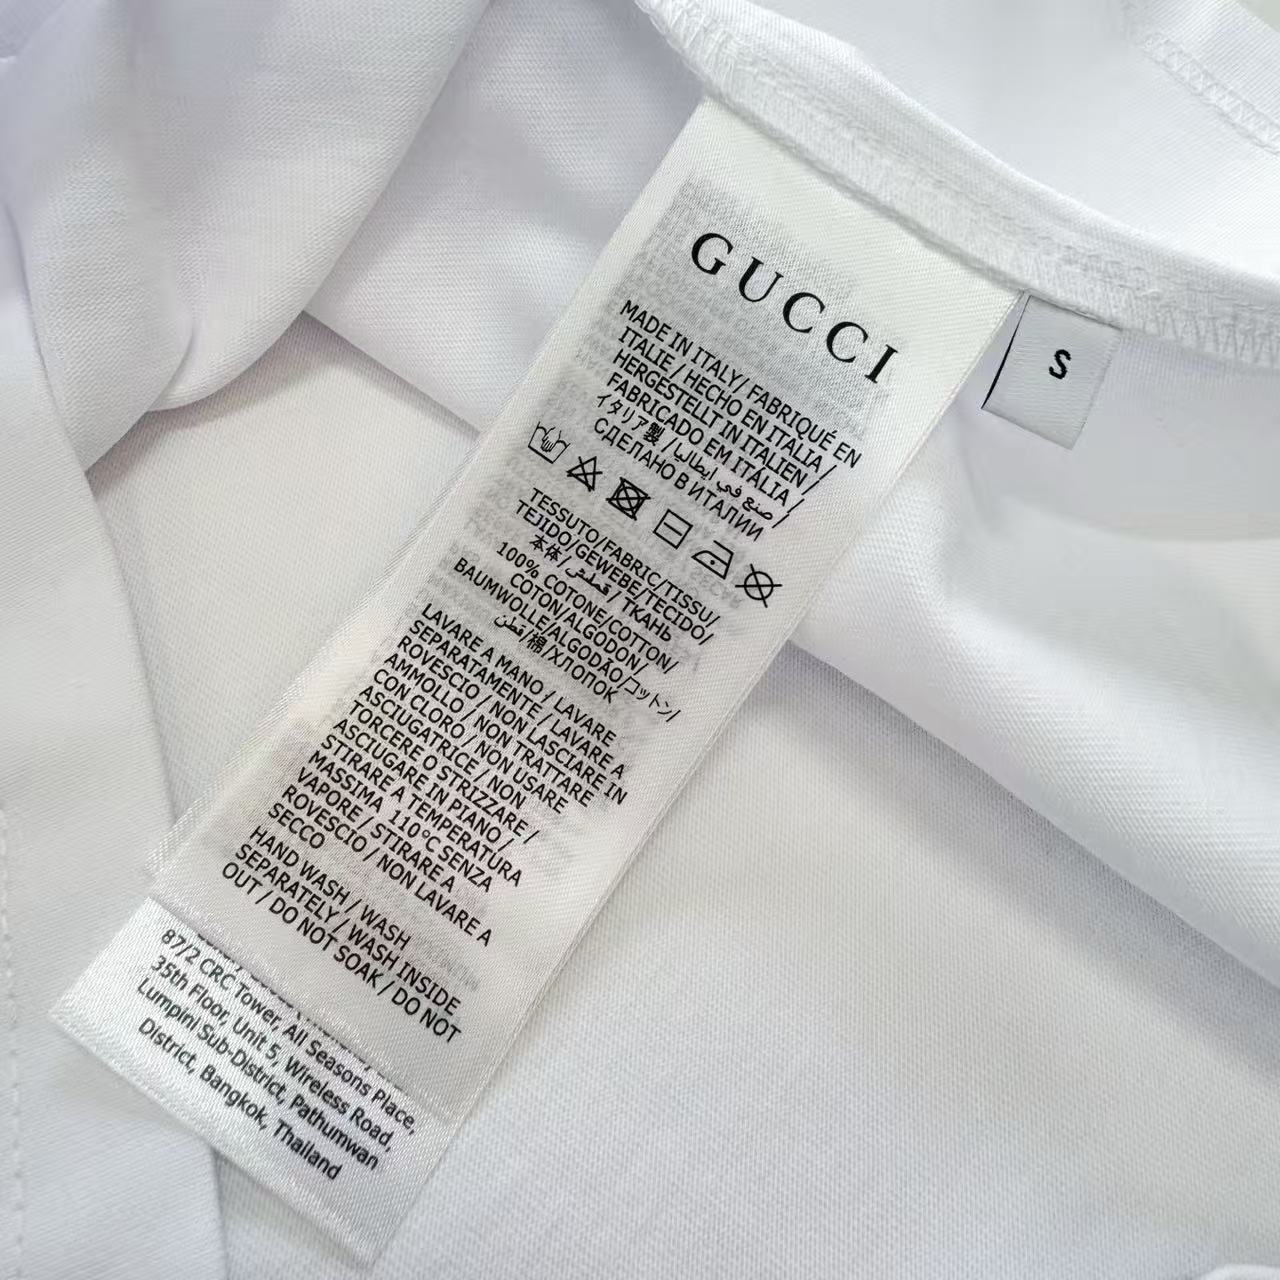 GUCCI
MADE IN ITALY/ FABRIQUÉ EN
ITALIE / HECHO EN ITALIA /
HERGESTELLT IN ITALIEN /
FABRICADO EM ITÁLIA /
イタリア製 / صنع في ايطاليا /
СДЕЛАНО В ИТАЛИИ
TESSUTO/FABRIC/TISSU/
TEJIDO/GEWEBE/TECIDO/
本体/قماش/ ТКАНЬ
100% COTONE/COTTON/
COTON/ALGODON/
BAUMWOLLE/ALGODÃO/コットン/
قطن/棉/ХЛОПОК
LAVARE A MANO / LAVARE
SEPARATAMENTE / LAVARE A
ROVESCIO / NON LASCIARE IN
AMMOLLO / NON TRATTARE
CON CLORO / NON USARE
ASCIUGATRICE / NON
TORCERE O STRIZZARE /
ASCIUGARE IN PIANO /
STIRARE A TEMPERATURA
MASSIMA 110°C SENZA
VAPORE / STIRARE A
ROVESCIO / NON LAVARE A
SECCO
HAND WASH / WASH
SEPARATELY / WASH INSIDE
OUT / DO NOT SOAK / DO NOT
87/2 CRC Tower, All Seasons Place,
35th Floor, Unit 5, Wireless Road,
Lumpini Sub-District, Pathumwan
District, Bangkok, Thailand
S